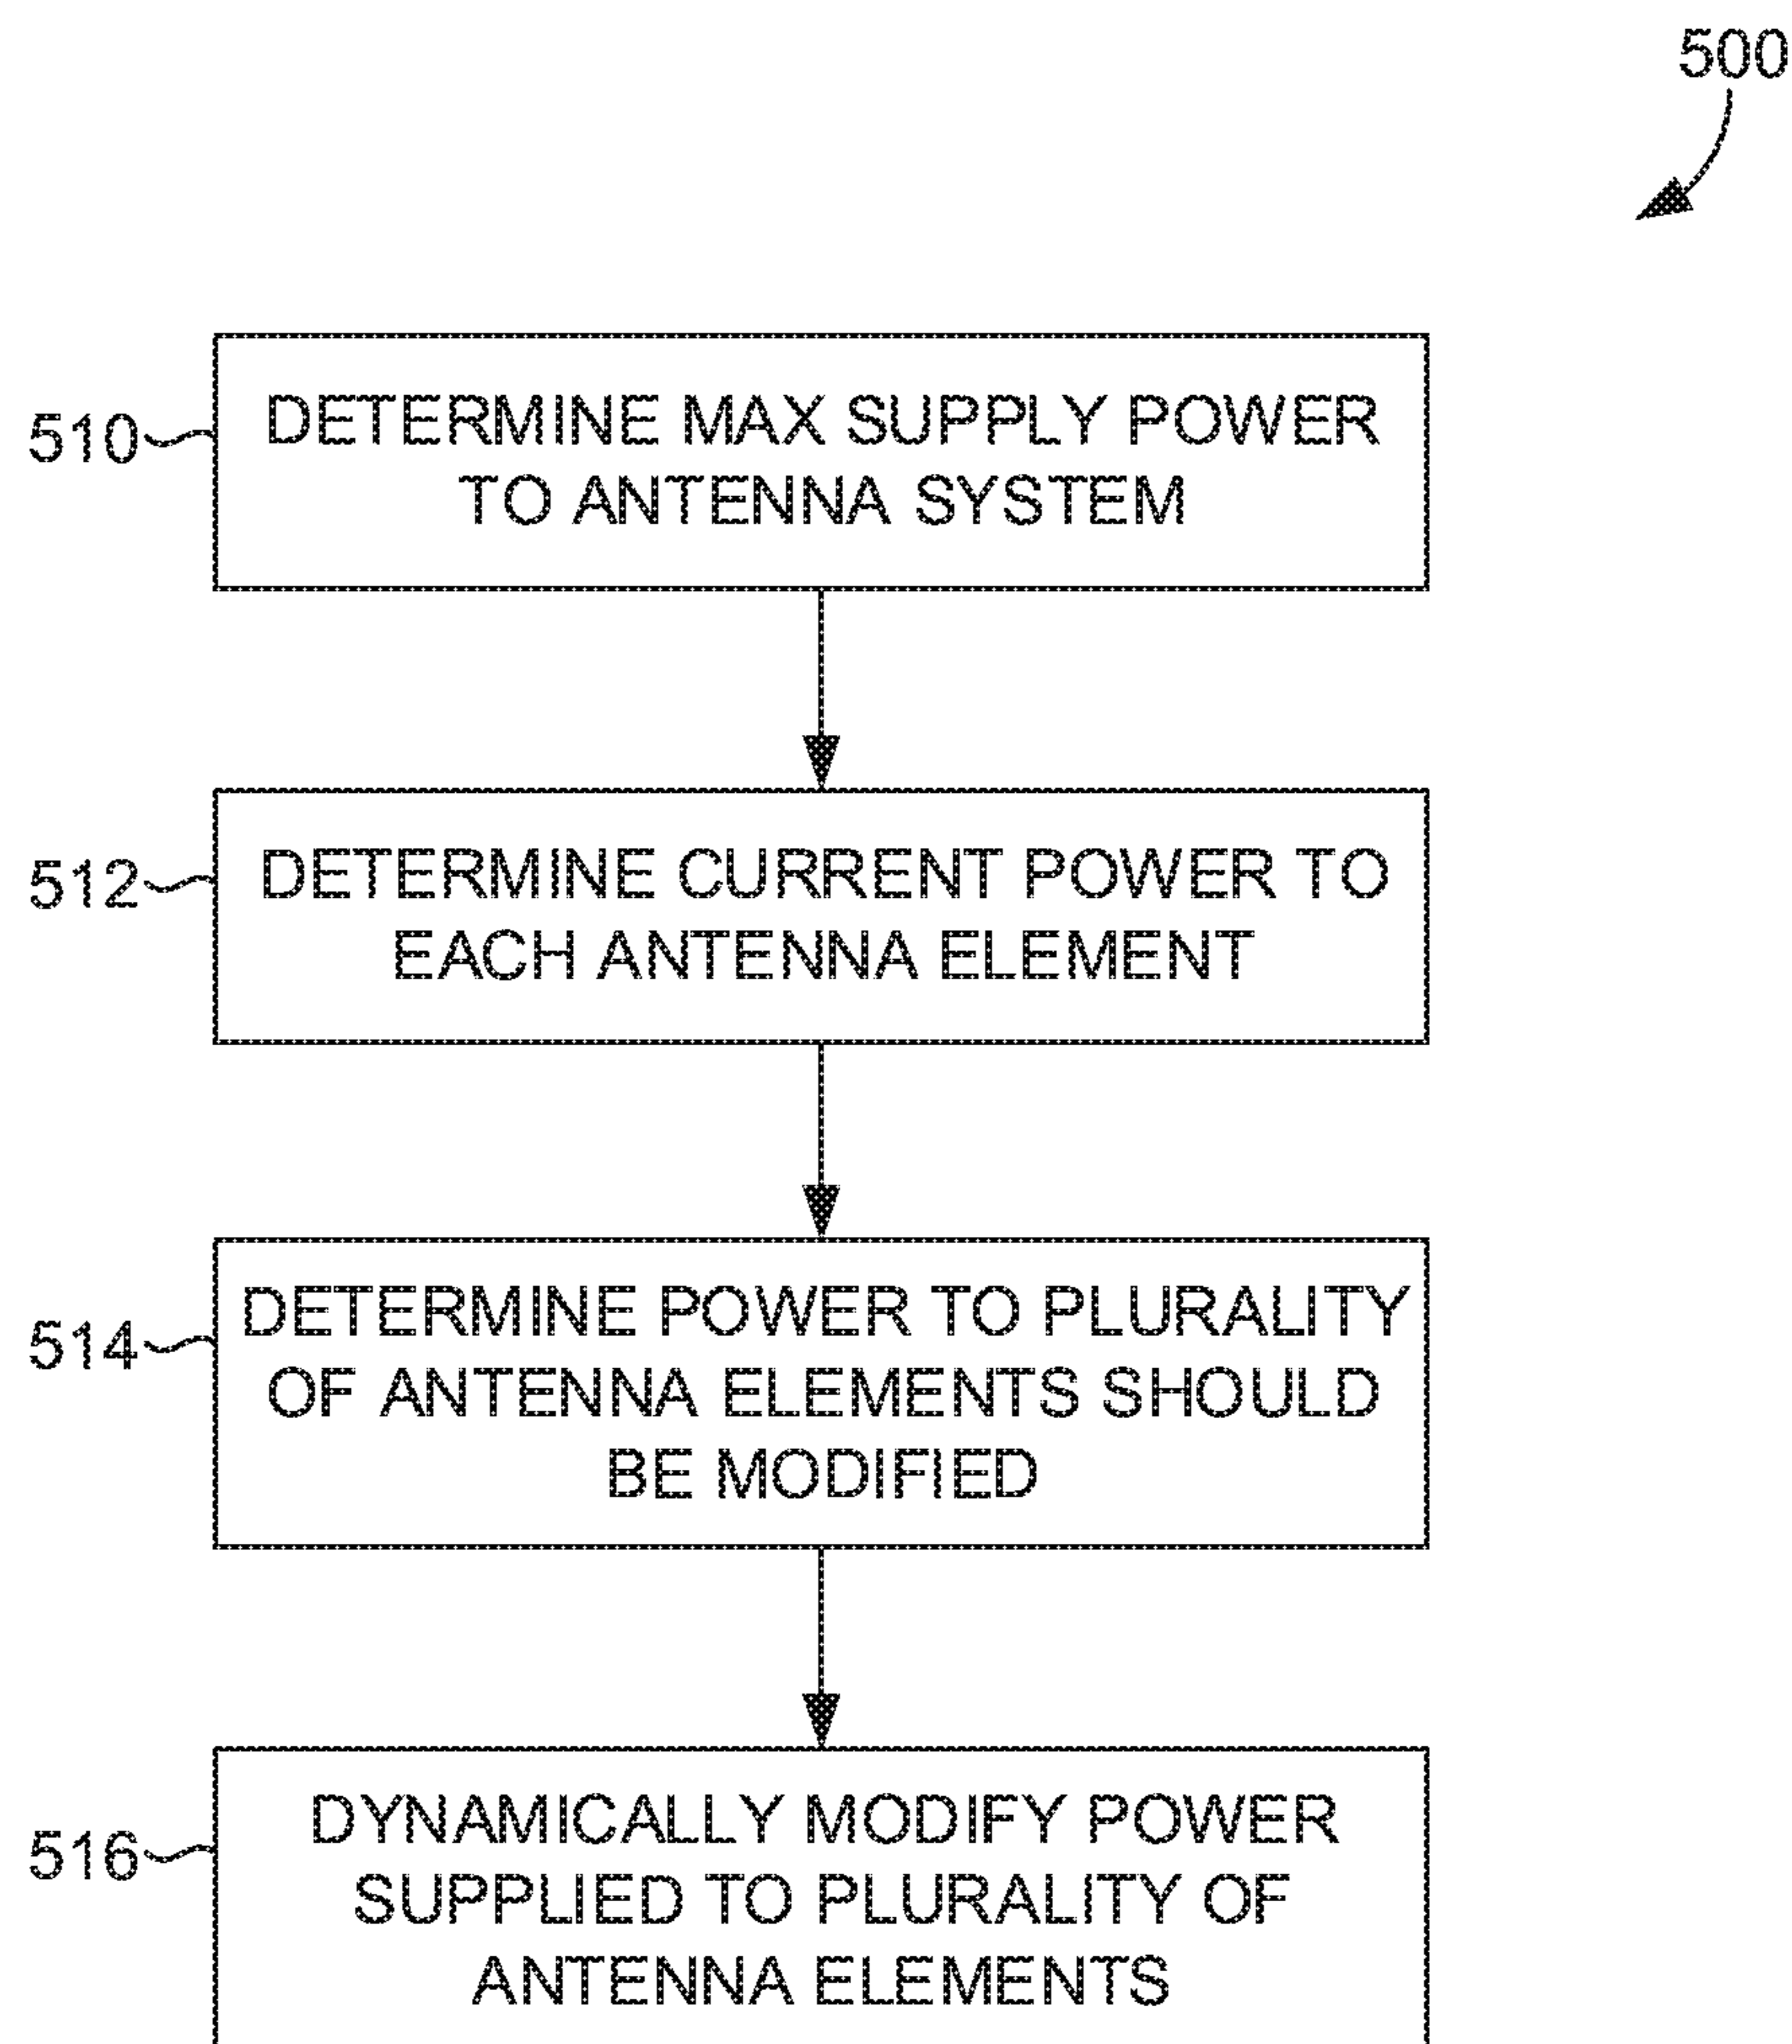 500
510
DETERMINE MAX SUPPLY POWER
TO ANTENNA SYSTEM
512
DETERMINE CURRENT POWER TO
EACH ANTENNA ELEMENT
514
DETERMINE POWER TO PLURALITY
OF ANTENNA ELEMENTS SHOULD
BE MODIFIED
516
DYNAMICALLY MODIFY POWER
SUPPLIED TO PLURALITY OF
ANTENNA ELEMENTS